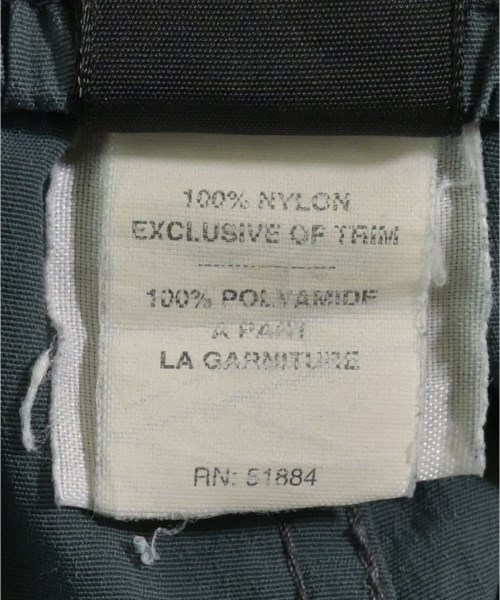 100% NYLON
EXCLUSIVE OF TRIM
100% POLYAMIDE
A PART
LA GARNITURE
RN: 51884